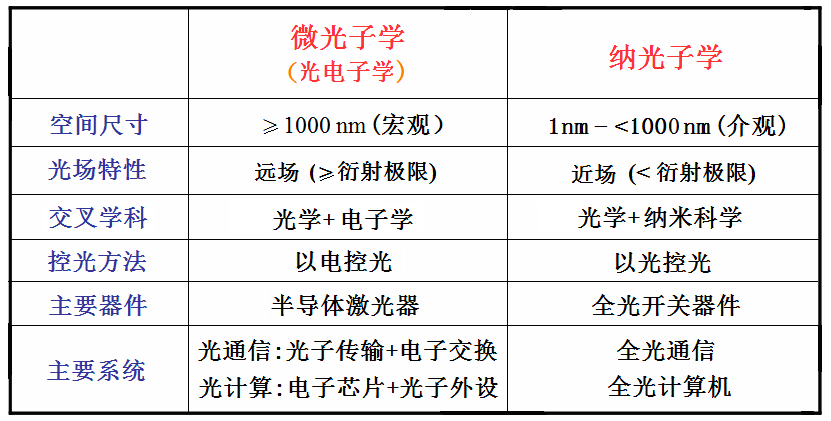 微光子学
(光电子学)
纳光子学
空间尺寸
≥1000 nm (宏观)
1nm – <1000nm (介观)
光场特性
远场 (≥衍射极限)
近场 (< 衍射极限)
交叉学科
光学+电子学
光学+纳米科学
控光方法
以电控光
以光控光
主要器件
半导体激光器
全光开关器件
主要系统
光通信:光子传输+电子交换
光计算:电子芯片+光子外设
全光通信
全光计算机